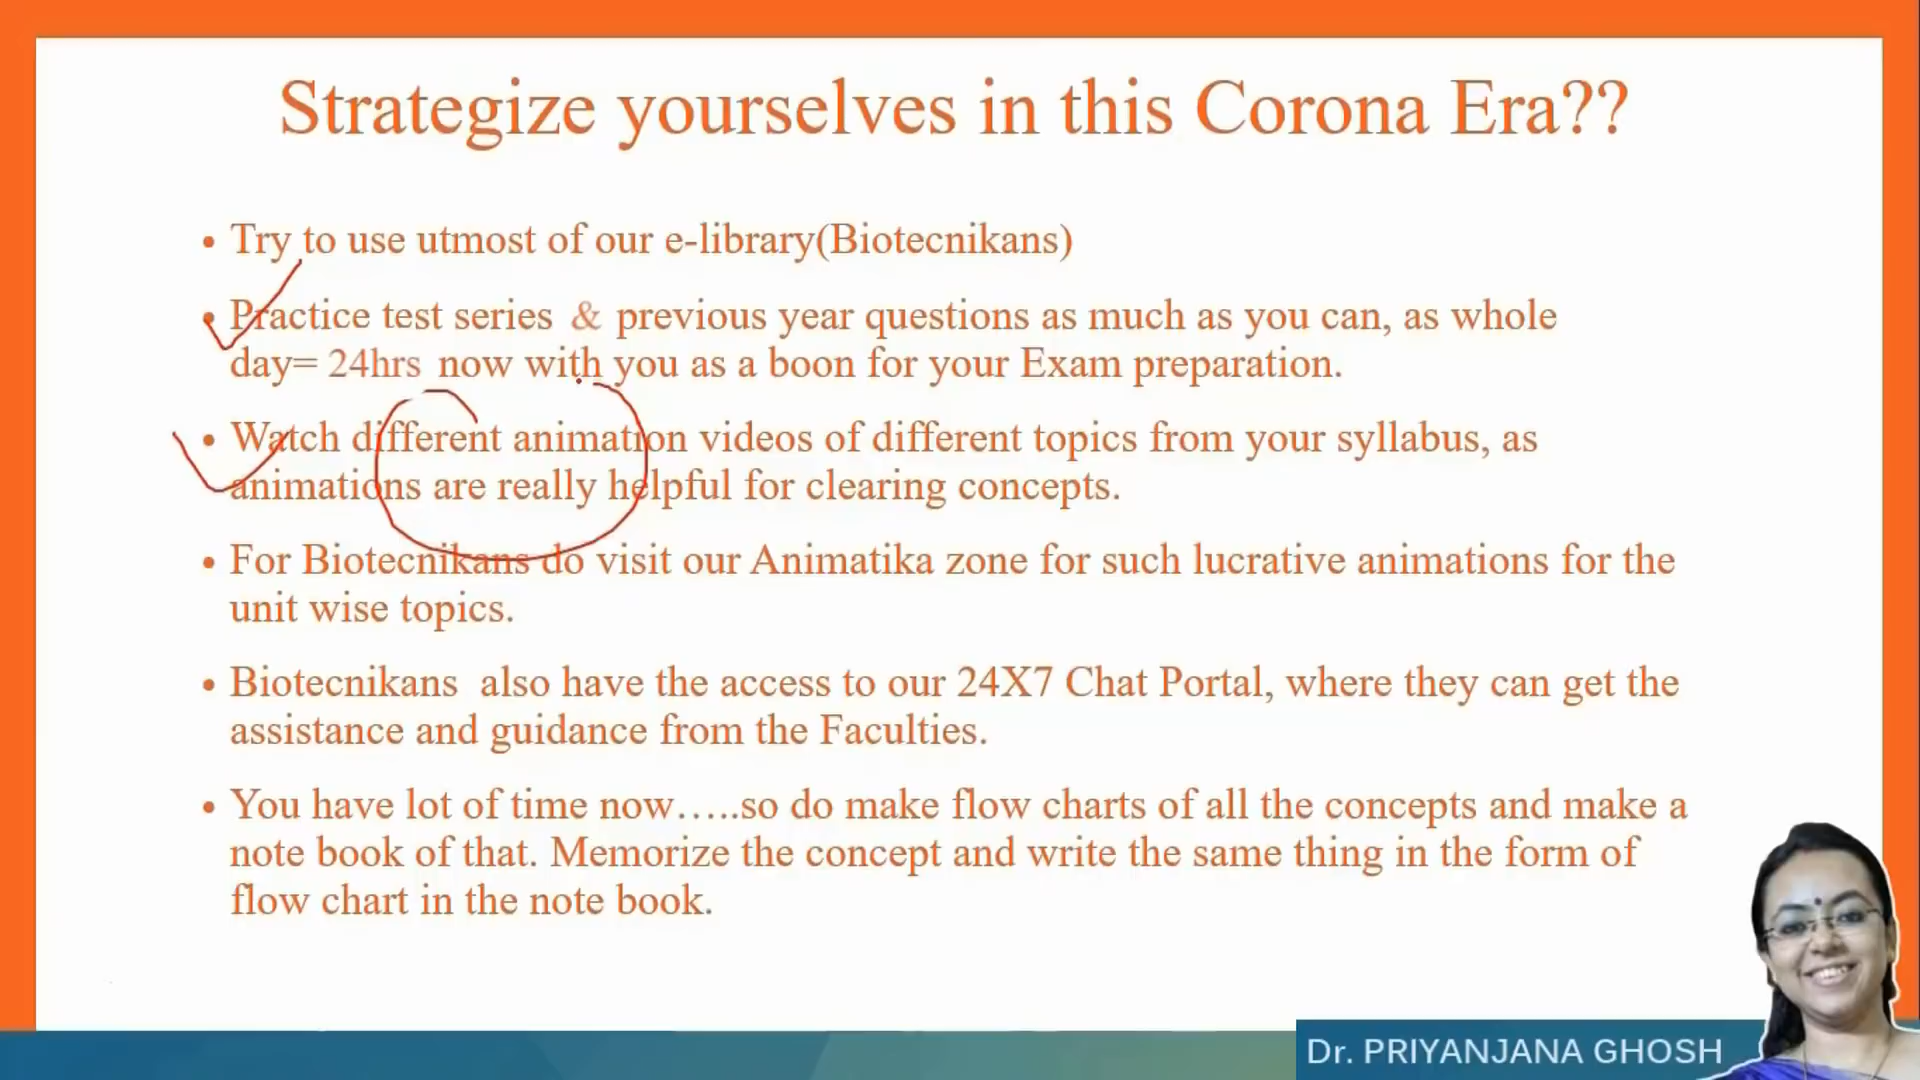 Strategize yourselves in this Corona Era??
• Try to use utmost of our e-library(Biotecnikans)
• Practice test series & previous year questions as much as you can, as whole
day= 24hrs now with you as a boon for your Exam preparation.
• Watch different animation videos of different topics from your syllabus, as
animations are really helpful for clearing concepts.
• For Biotecnikans do visit our Animatika zone for such lucrative animations for the
unit wise topics.
• Biotecnikans also have the access to our 24X7 Chat Portal, where they can get the
assistance and guidance from the Faculties.
• You have lot of time now…..so do make flow charts of all the concepts and make a
note book of that. Memorize the concept and write the same thing in the form of
flow chart in the note book.
Dr. PRIYANJANA GHOSH